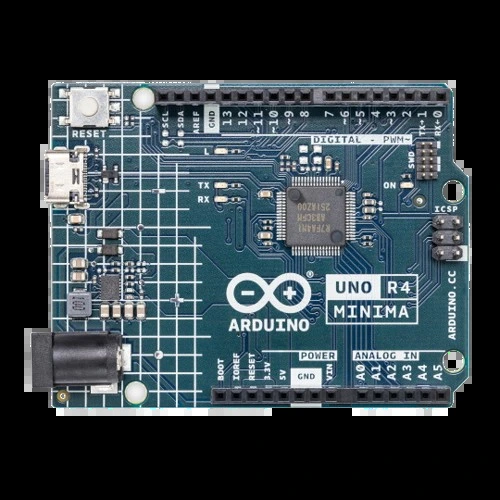 RESET
SCL
SDA
AREF
GND
13
12
~11
~10
~9
8
7
~6
~5
4
~3
2
TX→1
RX←0
DIGITAL - PWM~
L
SWD
TX
RX
ON
ICSP
R7FA4M1
AB3CFM
®
UNO R4
MINIMA
ARDUINO
ARDUINO.CC
POWER
ANALOG IN
BOOT
IOREF
RESET
3.3V
5V
GND
VIN
A0
A1
A2
A3
A4
A5